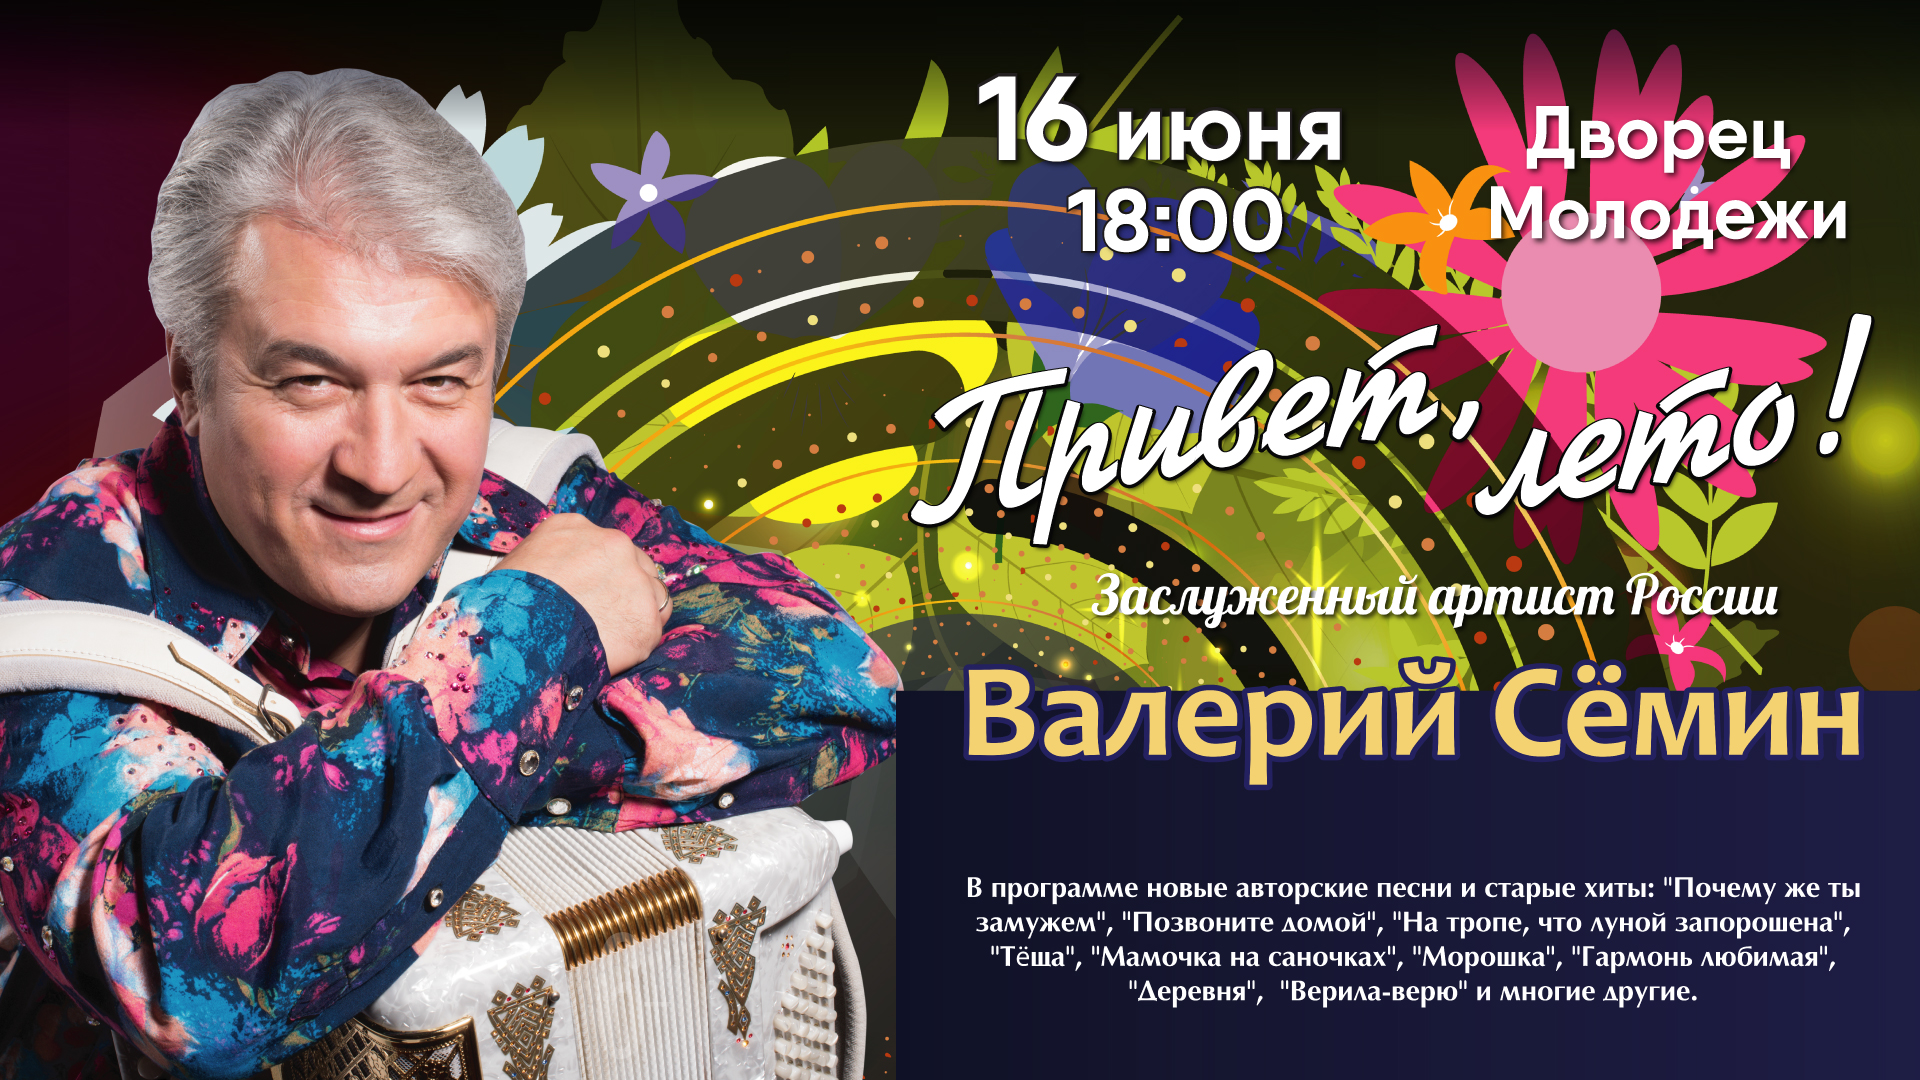 16 июня
18:00
Дворец
Молодежи
Привет, лето!
Заслуженный артист России
Валерий Сёмин
В программе новые авторские песни и старые хиты: "Почему же ты
замужем", "Позвоните домой", "На тропе, что луной запорошена",
"Тёша", "Мамочка на саночках", "Морошка", "Гармонь любимая",
"Деревня",  "Верила-верю" и многие другие.